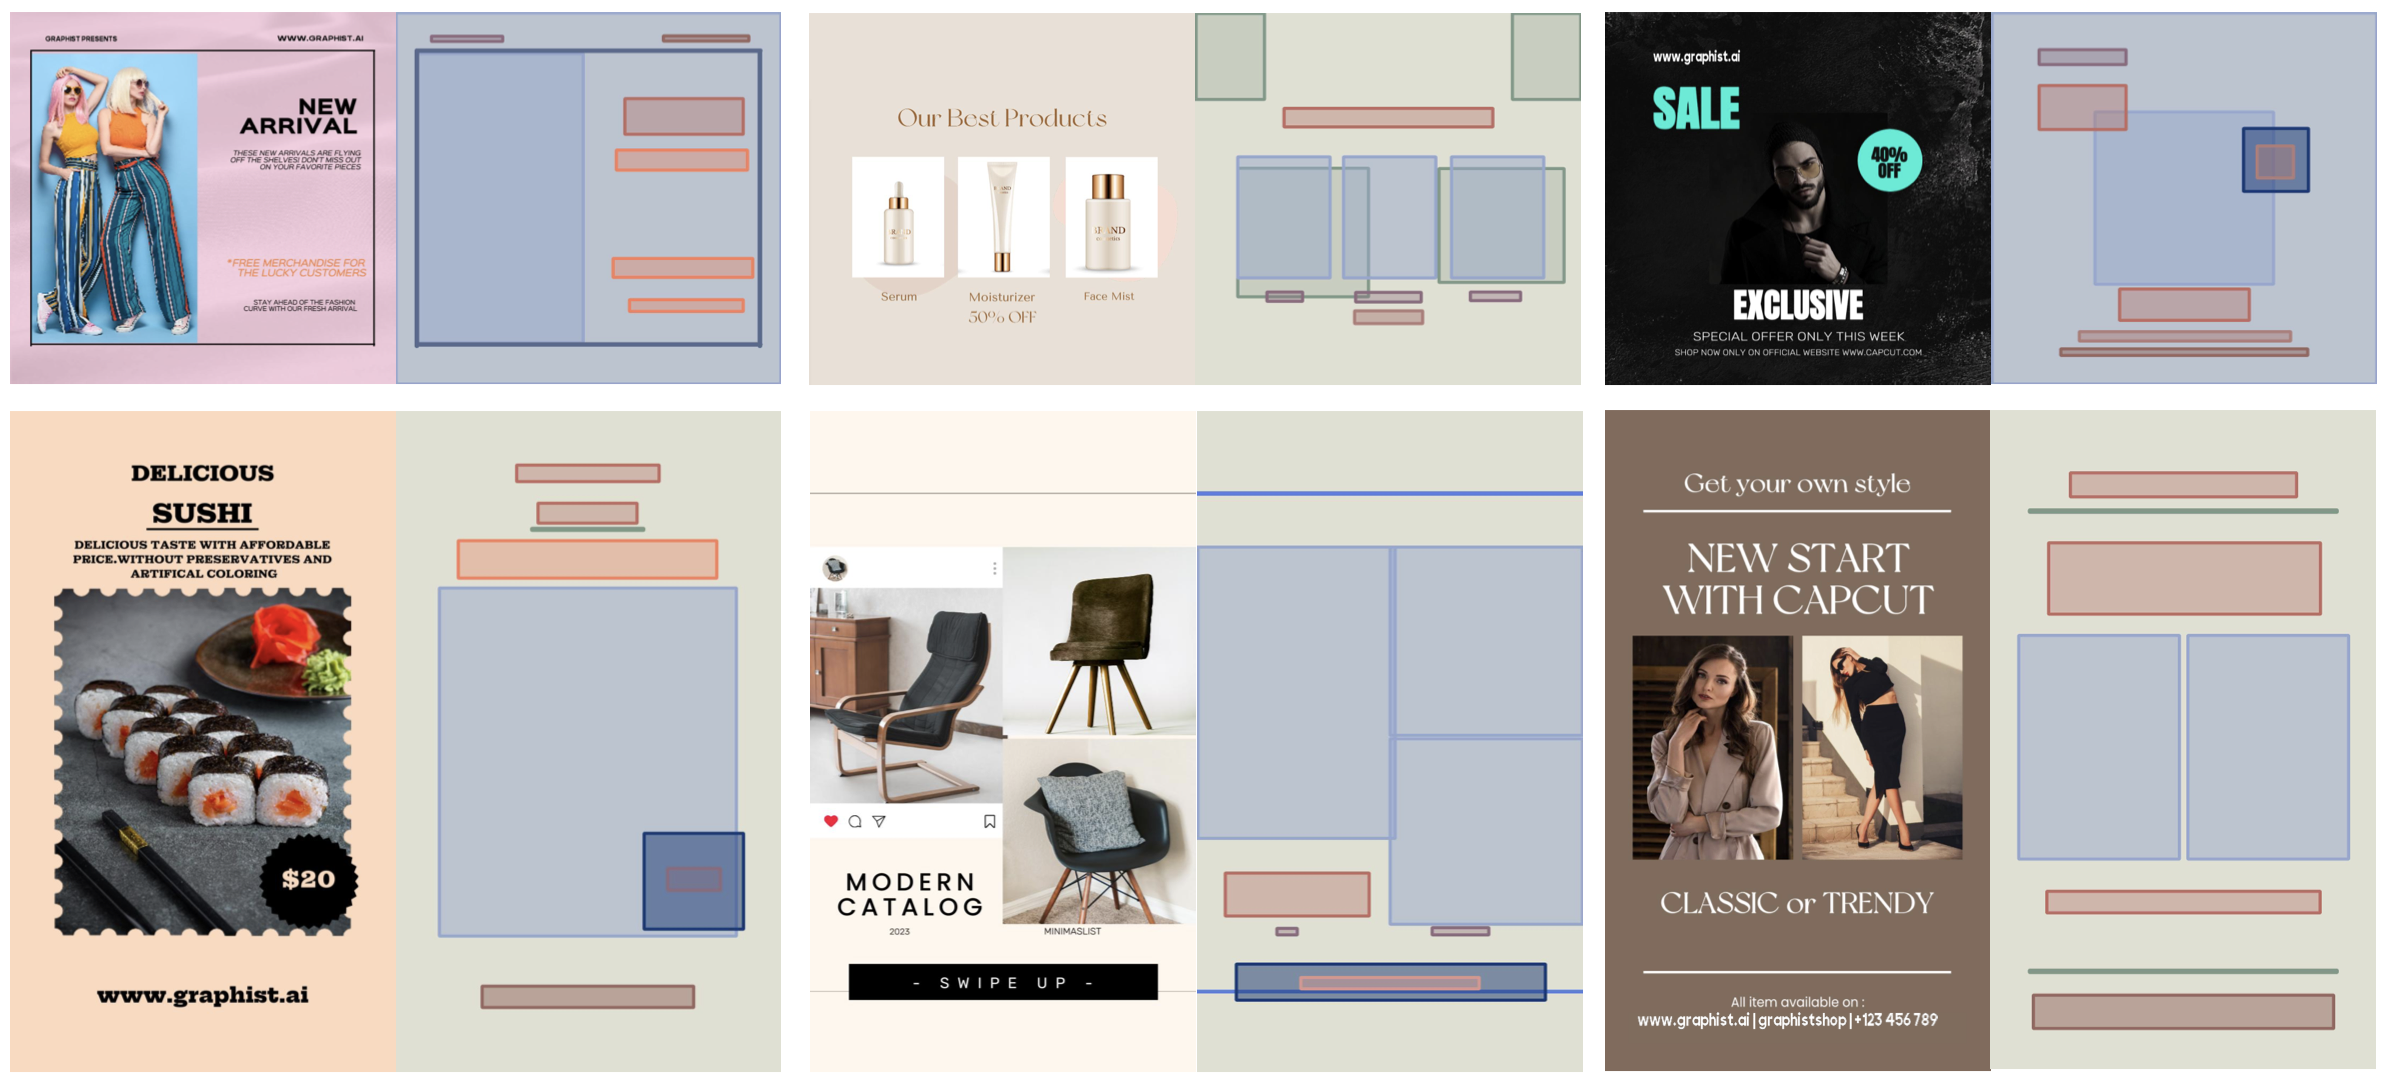 GRAPHIST PRESENTS
WWW.GRAPHIST.AI
NEW
ARRIVAL
THESE NEW ARRIVALS ARE FLYING
OFF THE SHELVES! DON'T MISS OUT
ON YOUR FAVORITE PIECES
*FREE MERCHANDISE FOR
THE LUCKY CUSTOMERS
STAY AHEAD OF THE FASHION
CURVE WITH OUR FRESH ARRIVAL
Our Best Products
BRAND
BRAND
BRAND
Serum
Moisturizer
Face Mist
50% OFF
www.graphist.ai
SALE
40%
OFF
EXCLUSIVE
SPECIAL OFFER ONLY THIS WEEK
SHOP NOW ONLY ON OFFICIAL WEBSITE WWW.CAPCUT.COM
DELICIOUS
SUSHI
DELICIOUS TASTE WITH AFFORDABLE
PRICE.WITHOUT PRESERVATIVES AND
ARTIFICAL COLORING
$20
www.graphist.ai
MODERN
CATALOG
2023
MINIMASLIST
- SWIPE UP -
Get your own style
NEW START
WITH CAPCUT
CLASSIC or TRENDY
All item available on :
www.graphist.ai | graphistshop | +123 456 789